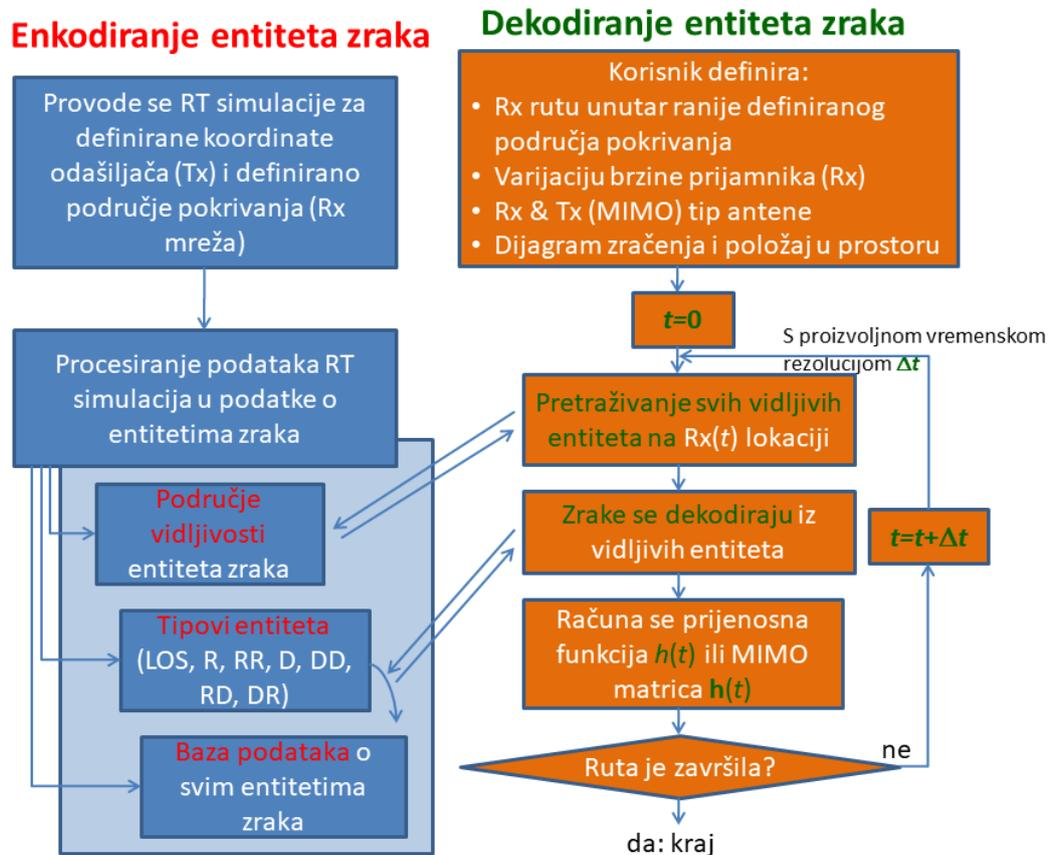 Enkodiranje entiteta zraka
Provode se RT simulacije za
definirane koordinate
odašiljača (Tx) i definirano
područje pokrivanja (Rx
mreža)
Procesiranje podataka RT
simulacija u podatke o
entitetima zraka
Područje
vidljivosti
entiteta zraka
Tipovi entiteta
(LOS, R, RR, D, DD,
RD, DR)
Baza podataka o
svim entitetima
zraka
Dekodiranje entiteta zraka
Korisnik definira:
• Rx rutu unutar ranije definiranog
područja pokrivanja
• Varijaciju brzine prijamnika (Rx)
• Rx & Tx (MIMO) tip antene
• Dijagram zračenja i položaj u prostoru
t=0
S proizvoljnom vremenskom
rezolucijom Δt
Pretraživanje svih vidljivih
entiteta na Rx(t) lokaciji
Zrake se dekodiraju iz
vidljivih entiteta
t=t+Δt
Računa se prijenosna
funkcija h(t) ili MIMO
matrica h(t)
Ruta je završila?
ne
da: kraj